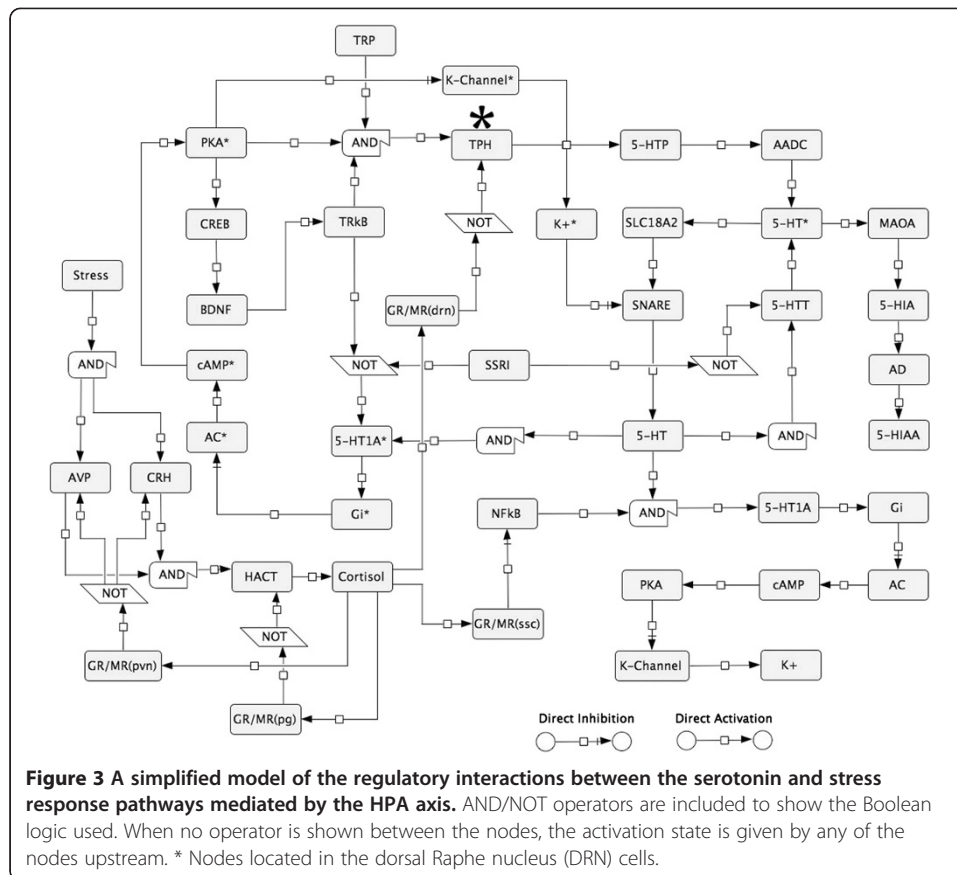 TRP
K-Channel*
*
PKA*
AND
TPH
5-HTP
AADC
CREB
TRkB
NOT
K+*
SLC18A2
5-HT*
MAOA
Stress
BDNF
GR/MR(drn)
SNARE
5-HTT
5-HIA
AND
cAMP*
NOT
SSRI
NOT
AD
AC*
5-HT1A*
AND
5-HT
AND
5-HIAA
AVP
CRH
Gi*
NFkB
AND
5-HT1A
Gi
NOT
AND
HACT
Cortisol
PKA
cAMP
AC
GR/MR(pvn)
NOT
GR/MR(ssc)
K-Channel
K+
GR/MR(pg)
Direct Inhibition
Direct Activation
Figure 3 A simplified model of the regulatory interactions between the serotonin and stress
response pathways mediated by the HPA axis. AND/NOT operators are included to show the Boolean
logic used. When no operator is shown between the nodes, the activation state is given by any of the
nodes upstream. * Nodes located in the dorsal Raphe nucleus (DRN) cells.